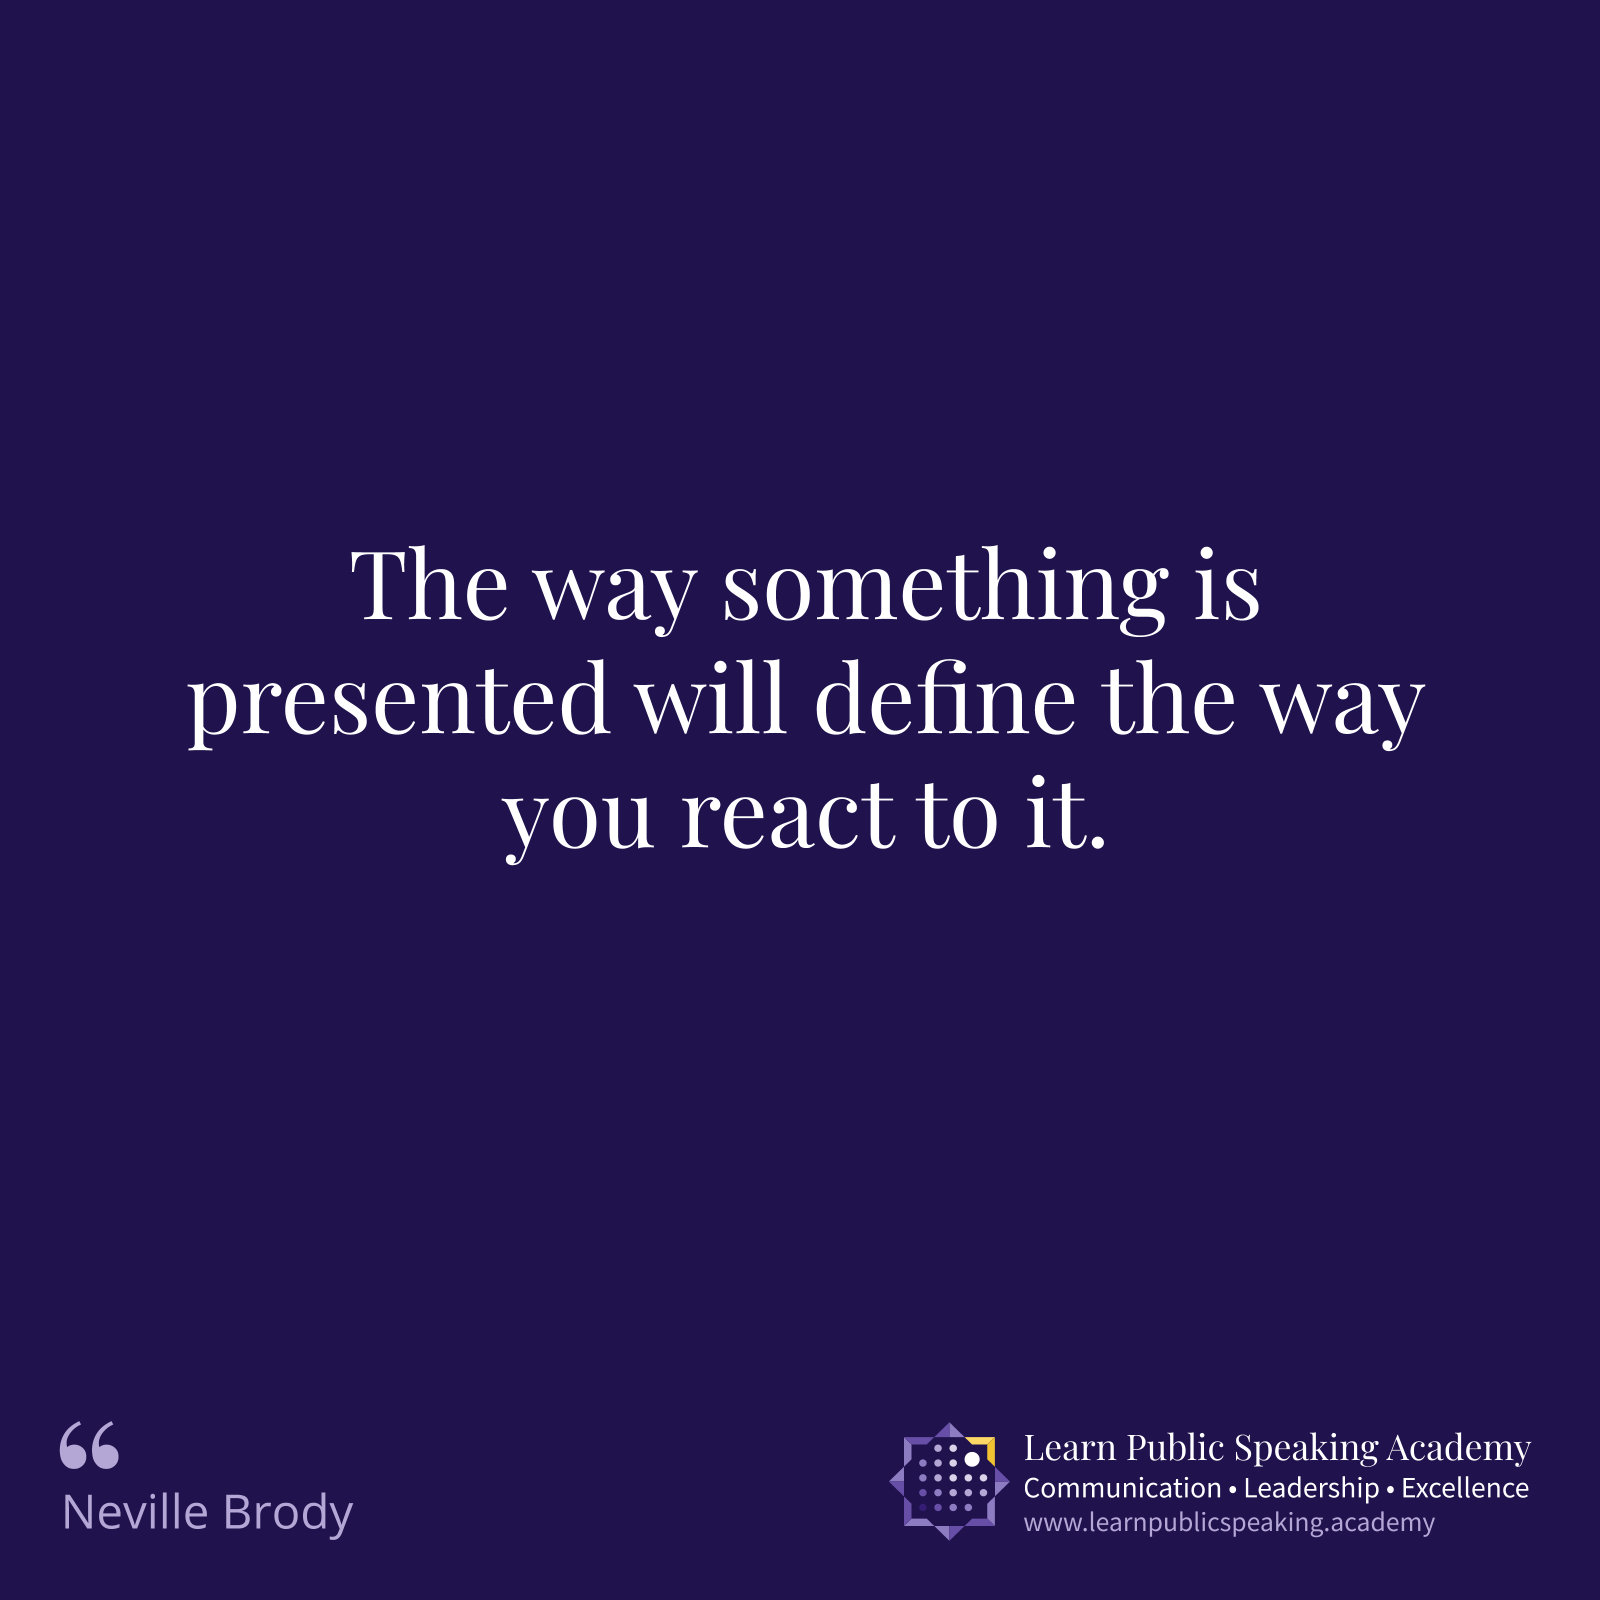 The way something is
presented will define the way
you react to it.
“
Neville Brody
Learn Public Speaking Academy
Communication • Leadership • Excellence
www.learnpublicspeaking.academy